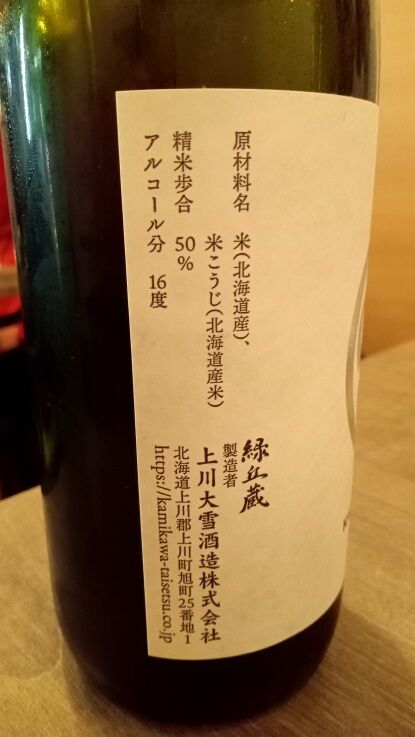 原材料名　米(北海道産)、
米こうじ(北海道産米)
精米歩合　50%
アルコール分　16度
緑丘蔵
製造者
上川大雪酒造株式会社
北海道上川郡上川町旭町25番地1
https://kamikawa-taisetsu.co.jp